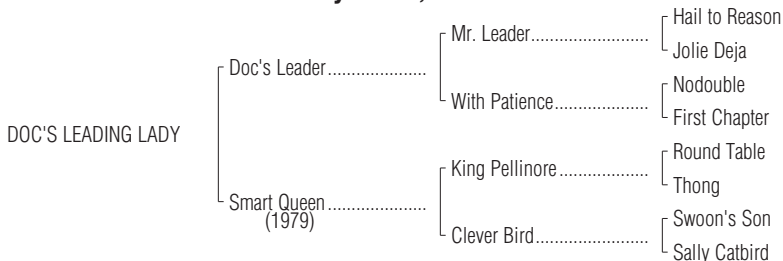 Hail to Reason
Mr. Leader
Jolie Deja
Doc's Leader
Nodouble
With Patience
First Chapter
DOC'S LEADING LADY
Round Table
King Pellinore
Thong
Smart Queen
(1979)
Swoon's Son
Clever Bird
Sally Catbird